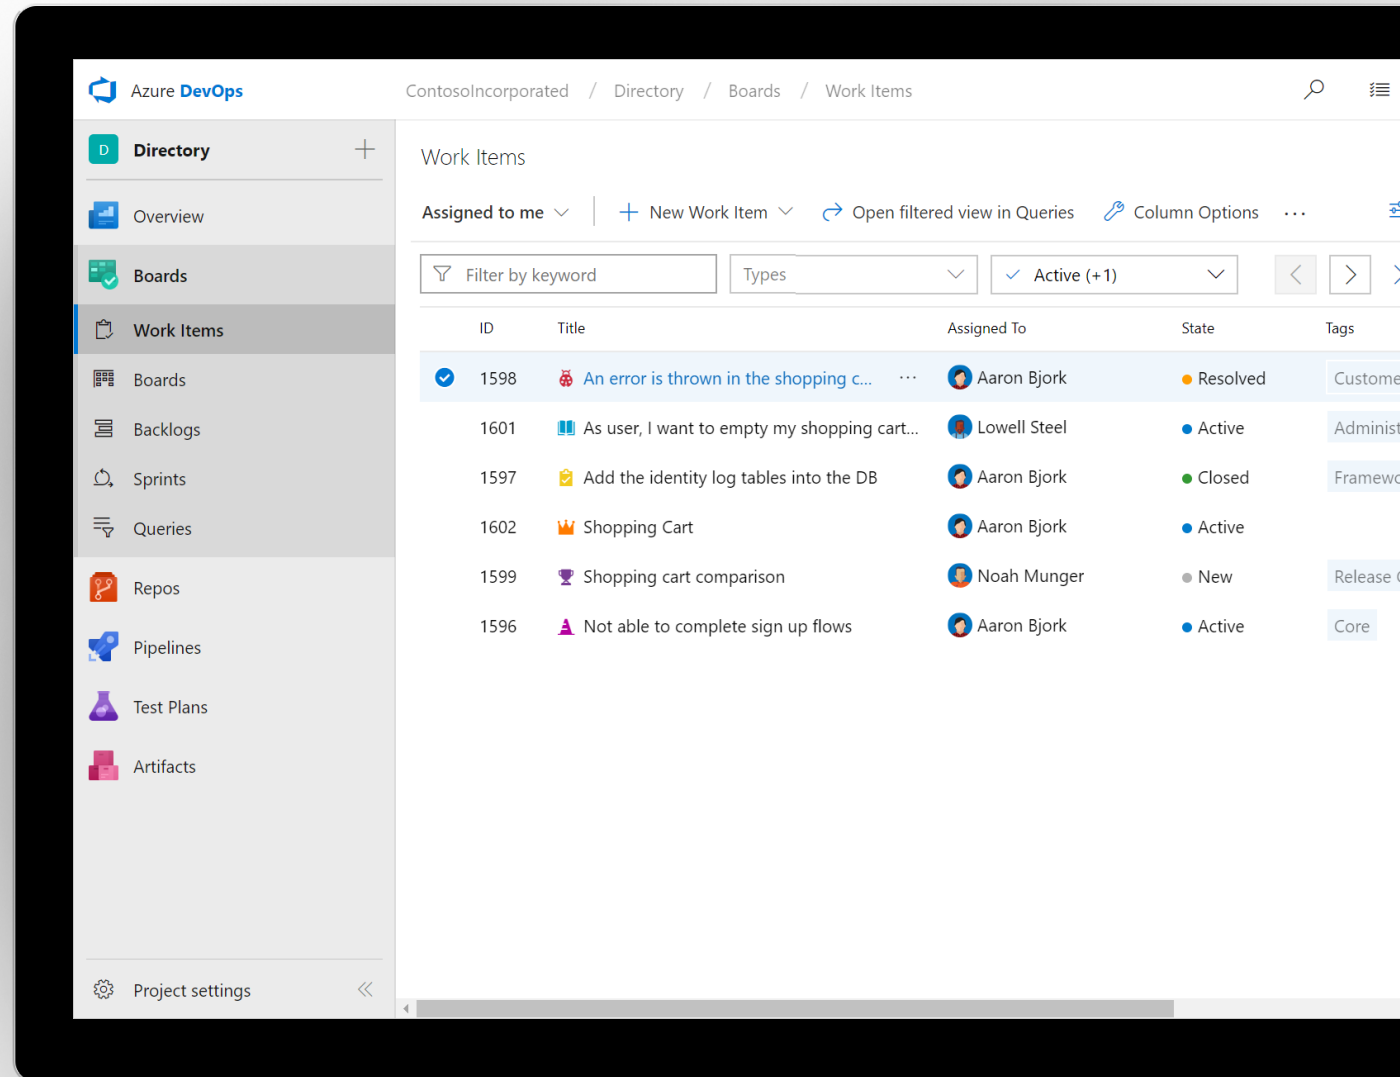 Azure DevOps
ContosoIncorporated / Directory / Boards / Work Items
D Directory
Work Items
Overview
Assigned to me New Work Item Open filtered view in Queries Column Options ...
Boards
Filter by keyword Types Active (+1)
Work Items
ID Title Assigned To State Tags
Boards
1598 An error is thrown in the shopping c... ... Aaron Bjork Resolved Custome
Backlogs
1601 As user, I want to empty my shopping cart... Lowell Steel Active Administ
Sprints
1597 Add the identity log tables into the DB Aaron Bjork Closed Framewo
Queries
1602 Shopping Cart Aaron Bjork Active
Repos
1599 Shopping cart comparison Noah Munger New Release
Pipelines
1596 Not able to complete sign up flows Aaron Bjork Active Core
Test Plans
Artifacts
Project settings